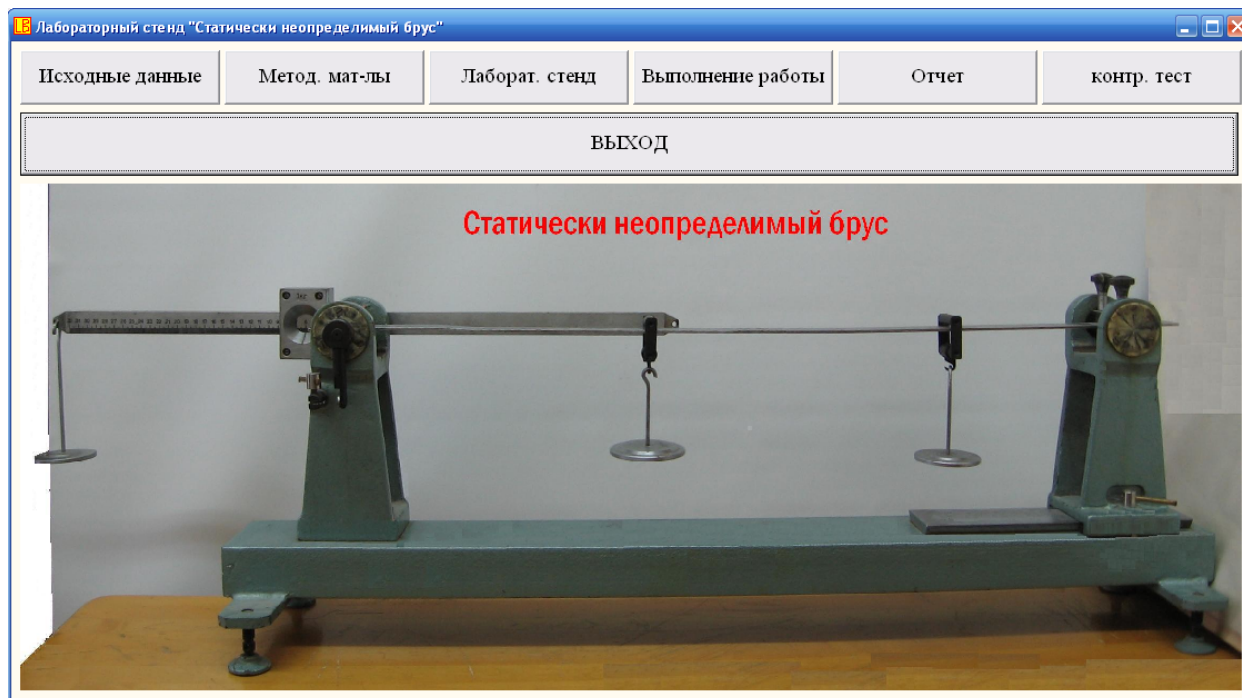 Лабораторный стенд "Статически неопределимый брус"
Исходные данные
Метод. мат-лы
Лаборат. стенд
Выполнение работы
Отчет
контр. тест
ВЫХОД
Статически неопределимый брус